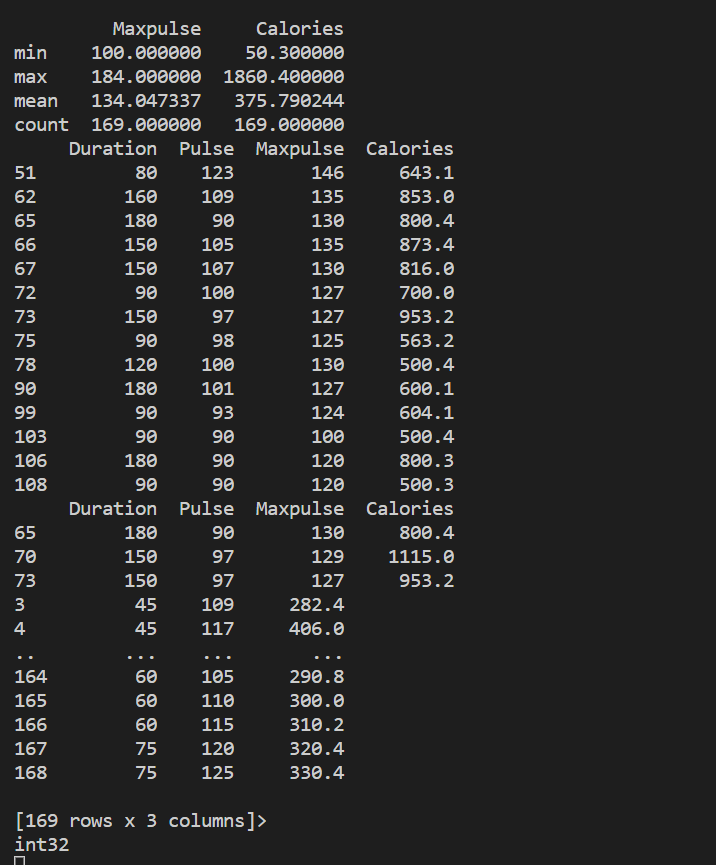 Maxpulse     Calories
min    100.000000    50.300000
max    184.000000  1860.400000
mean   134.047337   375.790244
count  169.000000   169.000000
     Duration  Pulse  Maxpulse  Calories
51         80    123       146     643.1
62        160    109       135     853.0
65        180     90       130     800.4
66        150    105       135     873.4
67        150    107       130     816.0
72         90    100       127     700.0
73        150     97       127     953.2
75         90     98       125     563.2
78        120    100       130     500.4
90        180    101       127     600.1
99         90     93       124     604.1
103        90     90       100     500.4
106       180     90       120     800.3
108        90     90       120     500.3
     Duration  Pulse  Maxpulse  Calories
65        180     90       130     800.4
70        150     97       129    1115.0
73        150     97       127     953.2
3          45    109     282.4
4          45    117     406.0
..        ...    ...       ...
164        60    105     290.8
165        60    110     300.0
166        60    115     310.2
167        75    120     320.4
168        75    125     330.4

[169 rows x 3 columns]>
int32